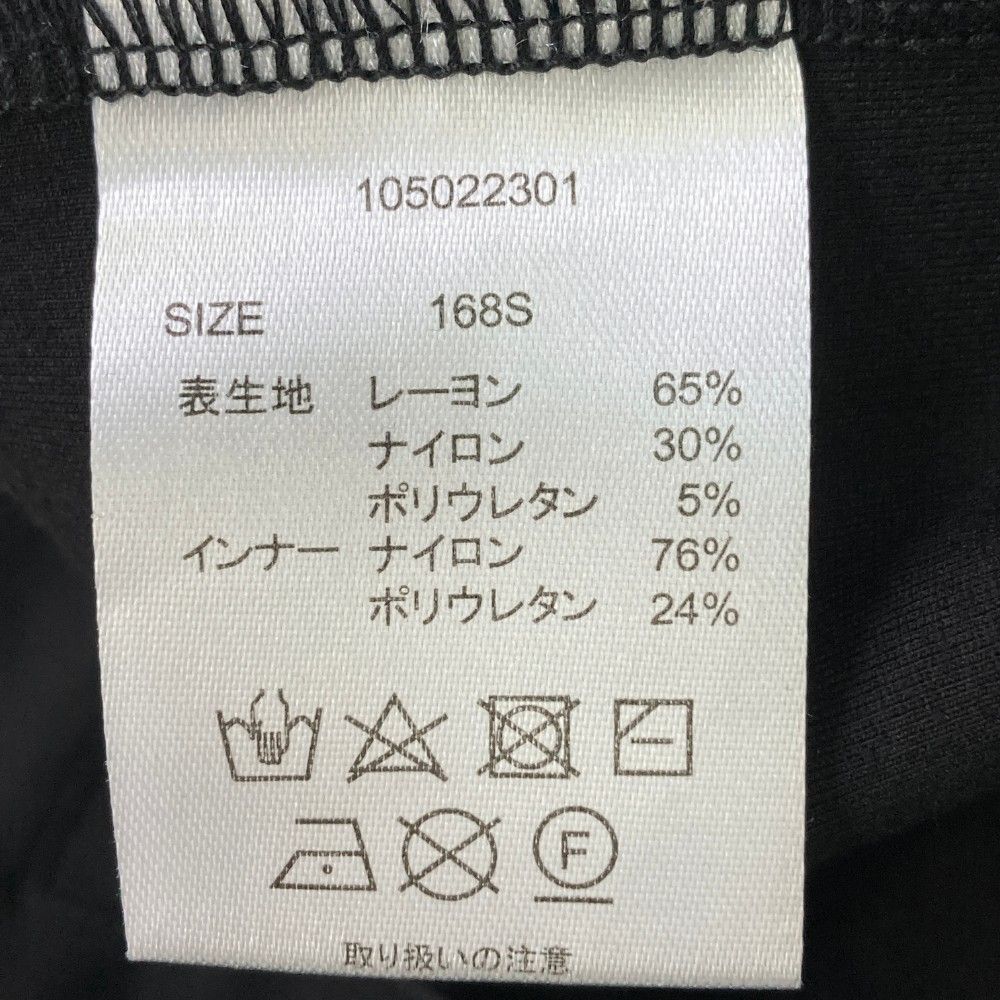 105022301
SIZE 168S
表生地 レーヨン 65%
ナイロン 30%
ポリウレタン 5%
インナー ナイロン 76%
ポリウレタン 24%
F
取り扱いの注意